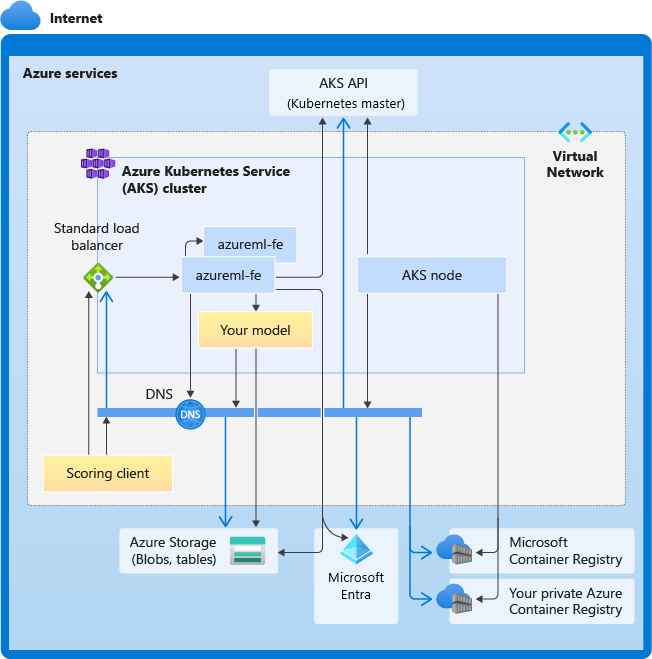 Internet
Azure services
AKS API
(Kubernetes master)
Virtual
Network
Azure Kubernetes Service
(AKS) cluster
Standard load
balancer
azureml-fe
azureml-fe
AKS node
Your model
DNS
DNS
Scoring client
Azure Storage
(Blobs, tables)
Microsoft
Entra
Microsoft
Container Registry
Your private Azure
Container Registry